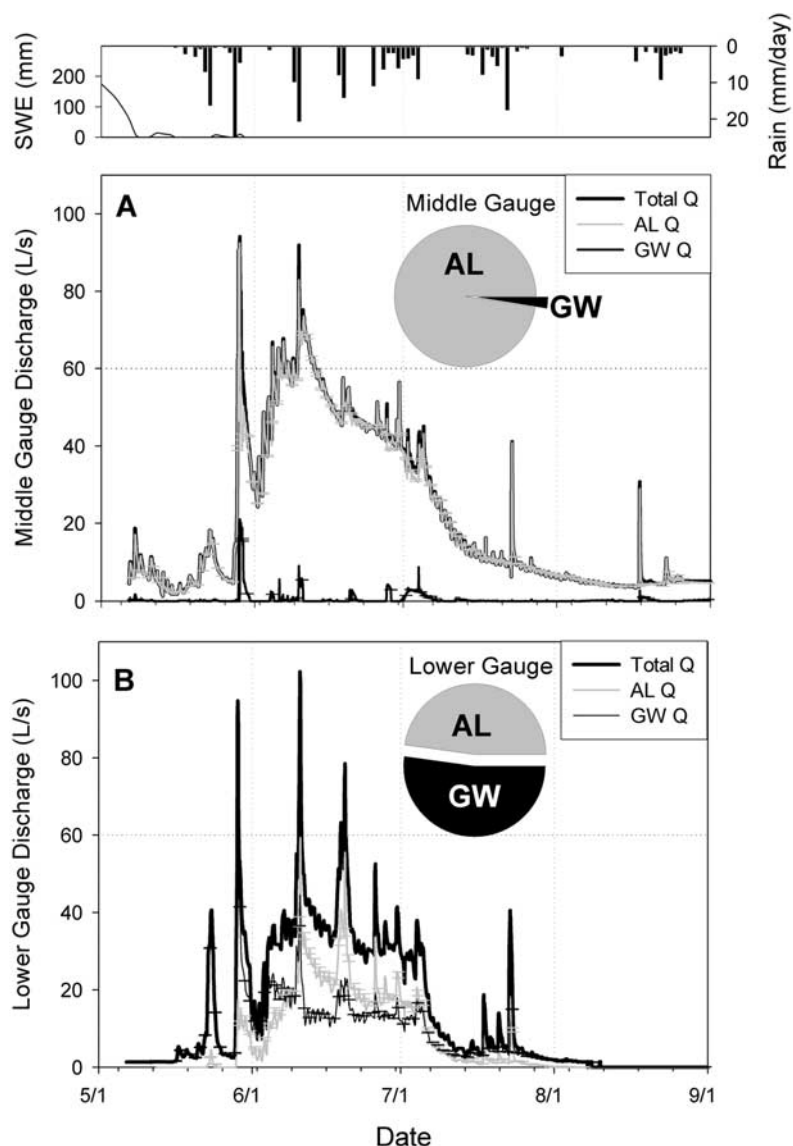 SWE (mm)
200
100
0
0
10
20
Rain (mm/day)
A
Middle Gauge
Total Q
AL Q
GW Q
AL
GW
Middle Gauge Discharge (L/s)
100
80
60
40
20
0
B
Lower Gauge
Total Q
AL Q
GW Q
AL
GW
Lower Gauge Discharge (L/s)
100
80
60
40
20
0
5/1
6/1
7/1
8/1
9/1
Date